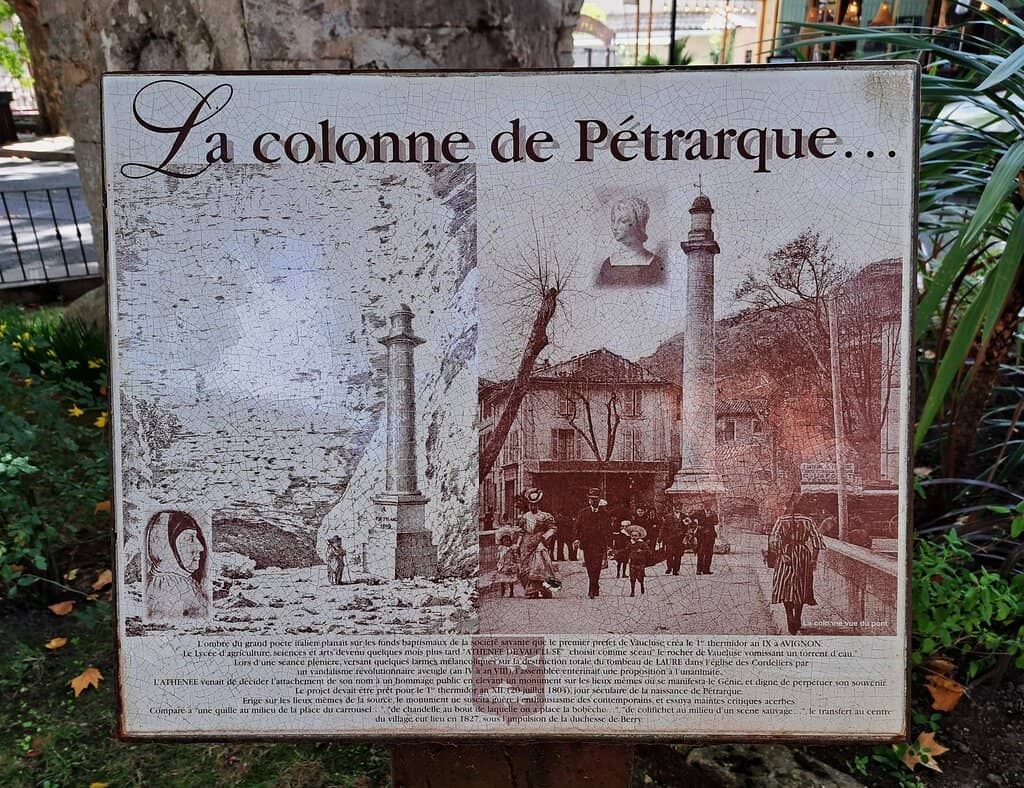 La colonne de Pétrarque...
A
PETRARQUE
La colonne vue du pont
L'ombre du grand poète italien planait sur les fonds baptismaux de la société savante que le premier préfet de Vaucluse créa le 1er thermidor an IX à AVIGNON.
Le Lycée d'agriculture, sciences et arts devenu quelques mois plus tard "ATHENEE DE VAUCLUSE" choisit comme sceau "le rocher de Vaucluse vomissant un torrent d'eau."
Lors d'une séance plénière, versant quelques larmes mélancoliques sur la destruction totale du tombeau de LAURE dans l'église des Cordeliers par
un vandalisme révolutionnaire aveugle (an IV à an VII), l'assemblée entérinait une proposition à l'unanimité.
L'ATHENEE venait de décider l'attachement de son nom à un hommage public en élevant un monument sur les lieux mêmes où se manifesta le Génie, et digne de perpétuer son souvenir.
Le projet devait être prêt pour le 1er thermidor an XII, (20 juillet 1804), jour séculaire de la naissance de Pétrarque.
Erigé sur les lieux mêmes de la source, le monument ne suscita guère l'enthousiasme des contemporains, et essuya maintes critiques acerbes
Comparé à "une quille au milieu de la place du carrousel...", "de chandelle au bout de laquelle on a placé la bobèche...", "de colifichet au milieu d'un scène sauvage...", le transfert au centre
du village eut lieu en 1827, sous l'impulsion de la duchesse de Berry.